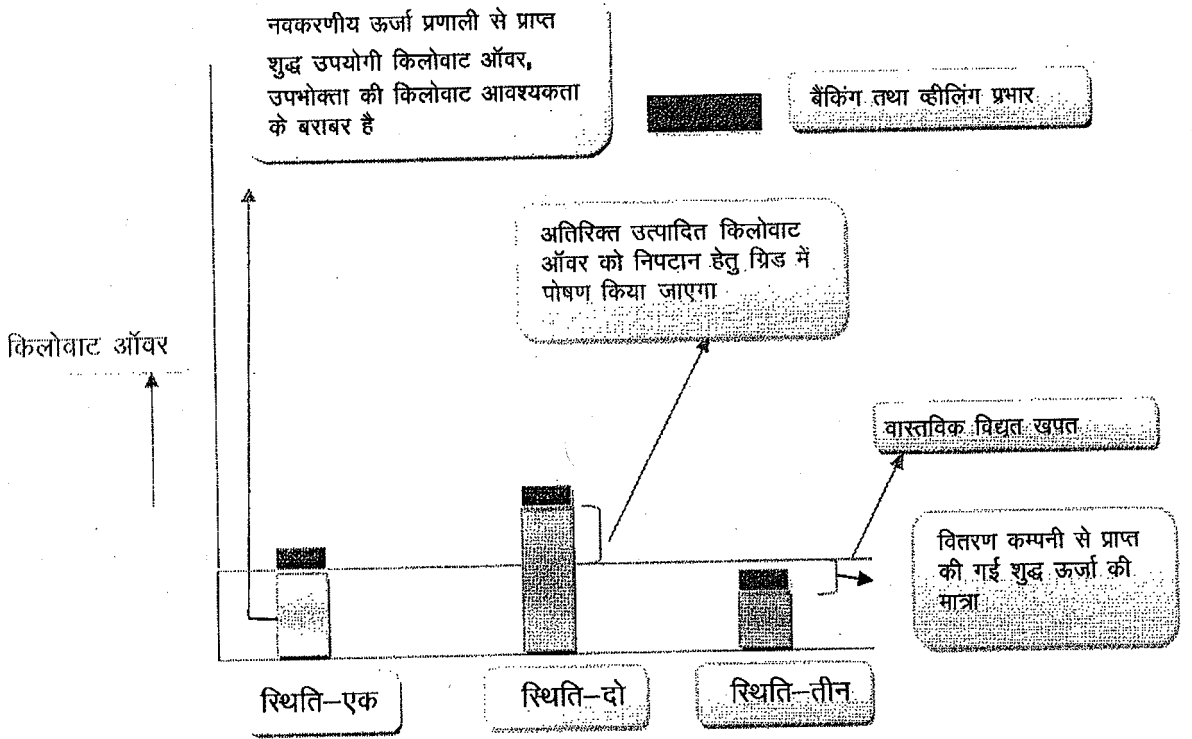 नवकरणीय ऊर्जा प्रणाली से प्राप्त
शुद्ध उपयोगी किलोवाट ऑवर,
उपभोक्ता की किलोवाट आवश्यकता
के बराबर है
बैंकिंग तथा व्हीलिंग प्रभार
अतिरिक्त उत्पादित किलोवाट
ऑवर को निपटान हेतु ग्रिड में
पोषण किया जाएगा
किलोवाट ऑवर
वास्तविक विद्युत खपत
वितरण कम्पनी से प्राप्त
की गई शुद्ध ऊर्जा की
मात्रा
स्थिति–एक
स्थिति–दो
स्थिति–तीन